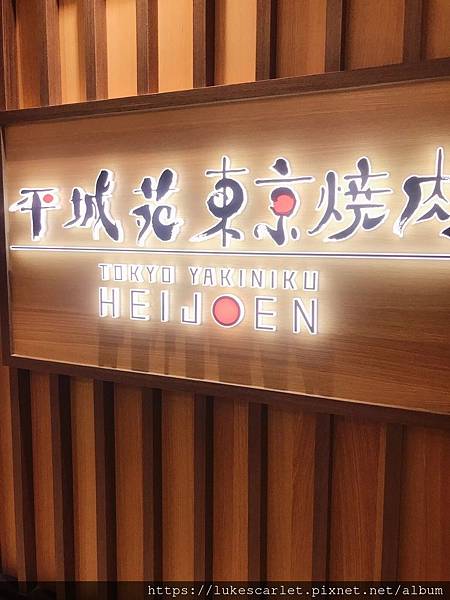 平城苑 東京焼肉
TOKYO YAKINIKU
HEIJOEN
https://lukescarlet.pixnet.net/album